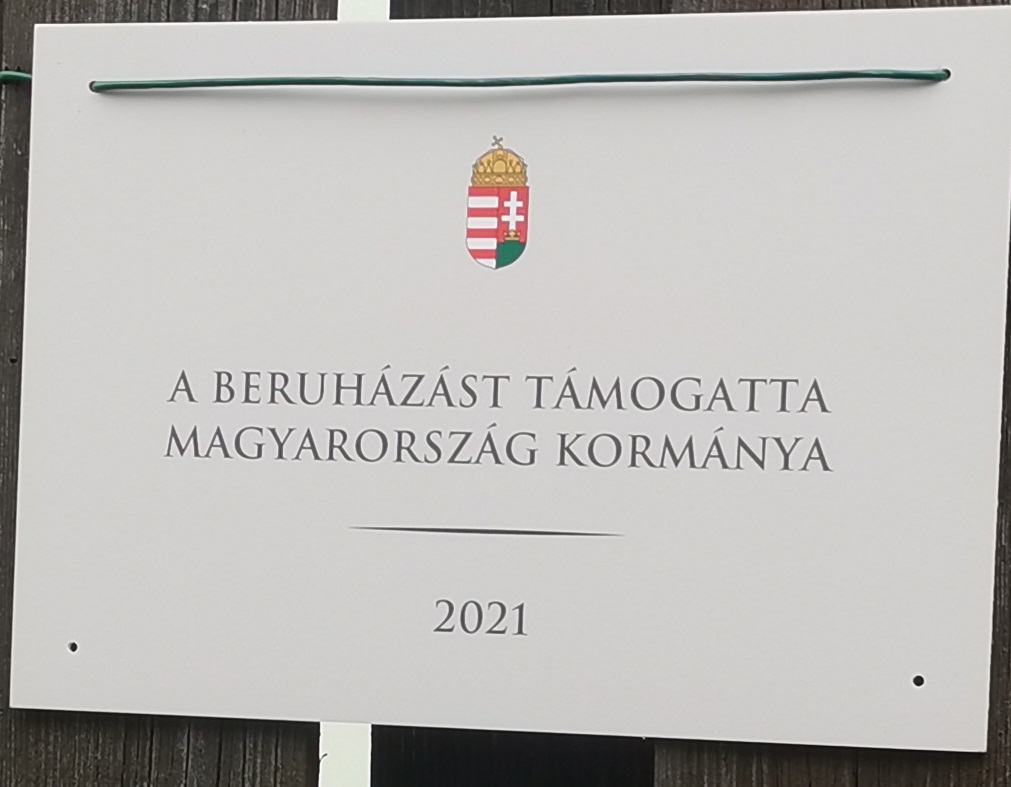 A BERUHÁZÁST TÁMOGATTA
MAGYARORSZÁG KORMÁNYA
2021